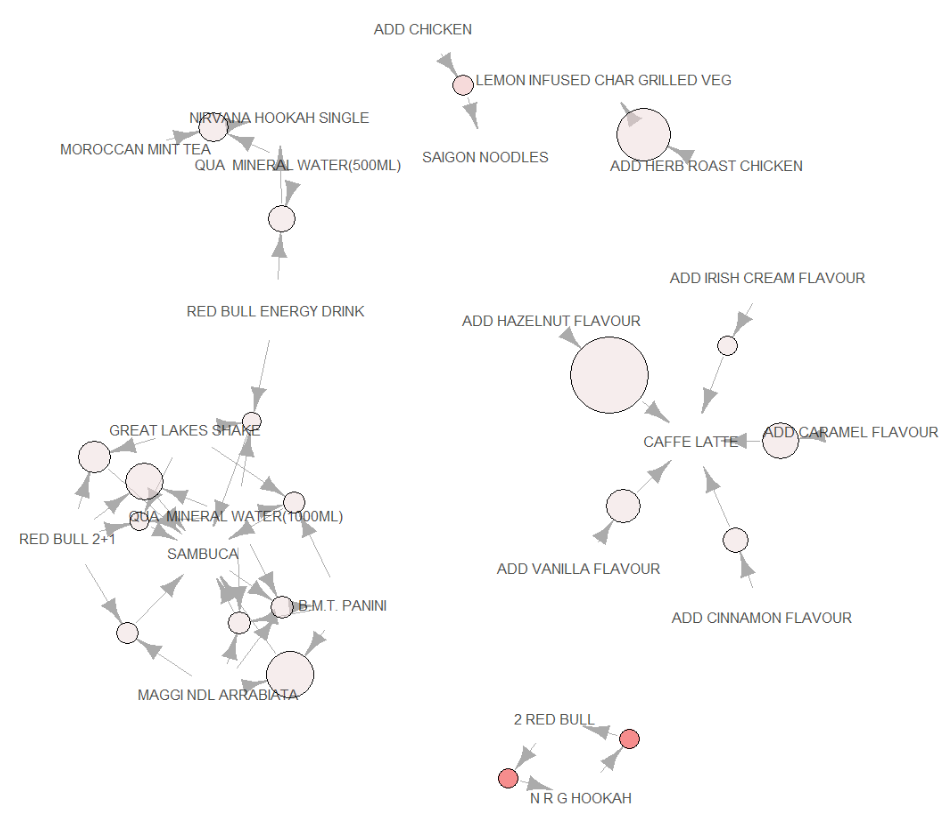 ADD CHICKEN
LEMON INFUSED CHAR GRILLED VEG
NIRVANA HOOKAH SINGLE
MOROCCAN MINT TEA
SAIGON NOODLES
QUA  MINERAL WATER(500ML)
ADD HERB ROAST CHICKEN
ADD IRISH CREAM FLAVOUR
RED BULL ENERGY DRINK
ADD HAZELNUT FLAVOUR
GREAT LAKES SHAKE
ADD CARAMEL FLAVOUR
CAFFE LATTE
QUA  MINERAL WATER(1000ML)
RED BULL 2+1
SAMBUCA
ADD VANILLA FLAVOUR
B.M.T. PANINI
ADD CINNAMON FLAVOUR
MAGGI NDL ARRABIATA
2 RED BULL
N R G HOOKAH